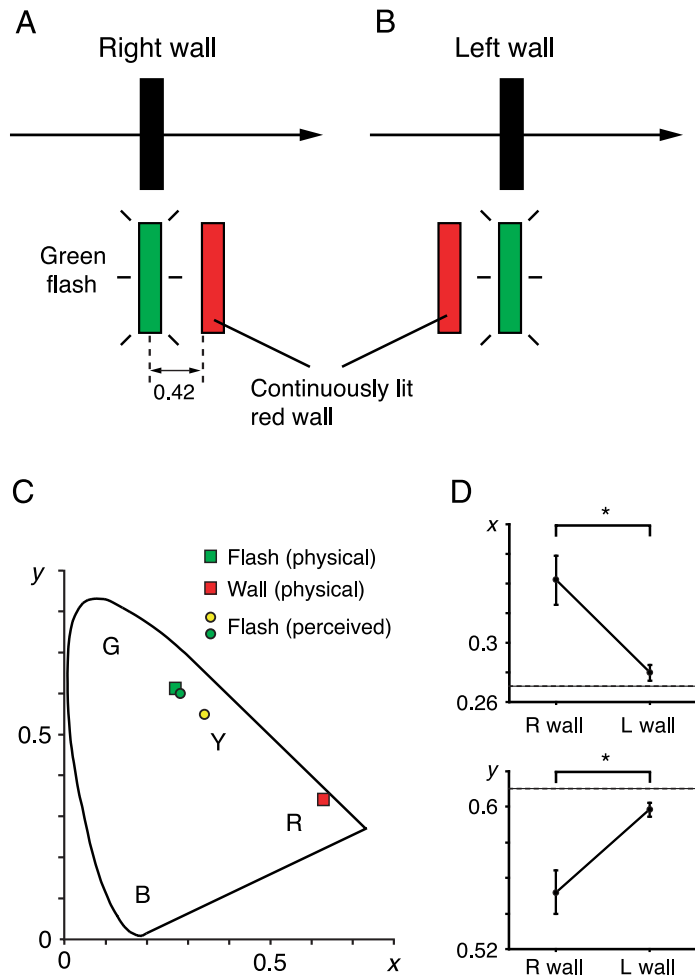 A
Right wall
B
Left wall
Green
flash
0.42
Continuously lit
red wall
C
y
Flash (physical)
Wall (physical)
Flash (perceived)
G
Y
R
B
0.5
0
0
0.5
x
D
x
*
0.3
0.26
R wall
L wall
y
*
0.6
0.52
R wall
L wall